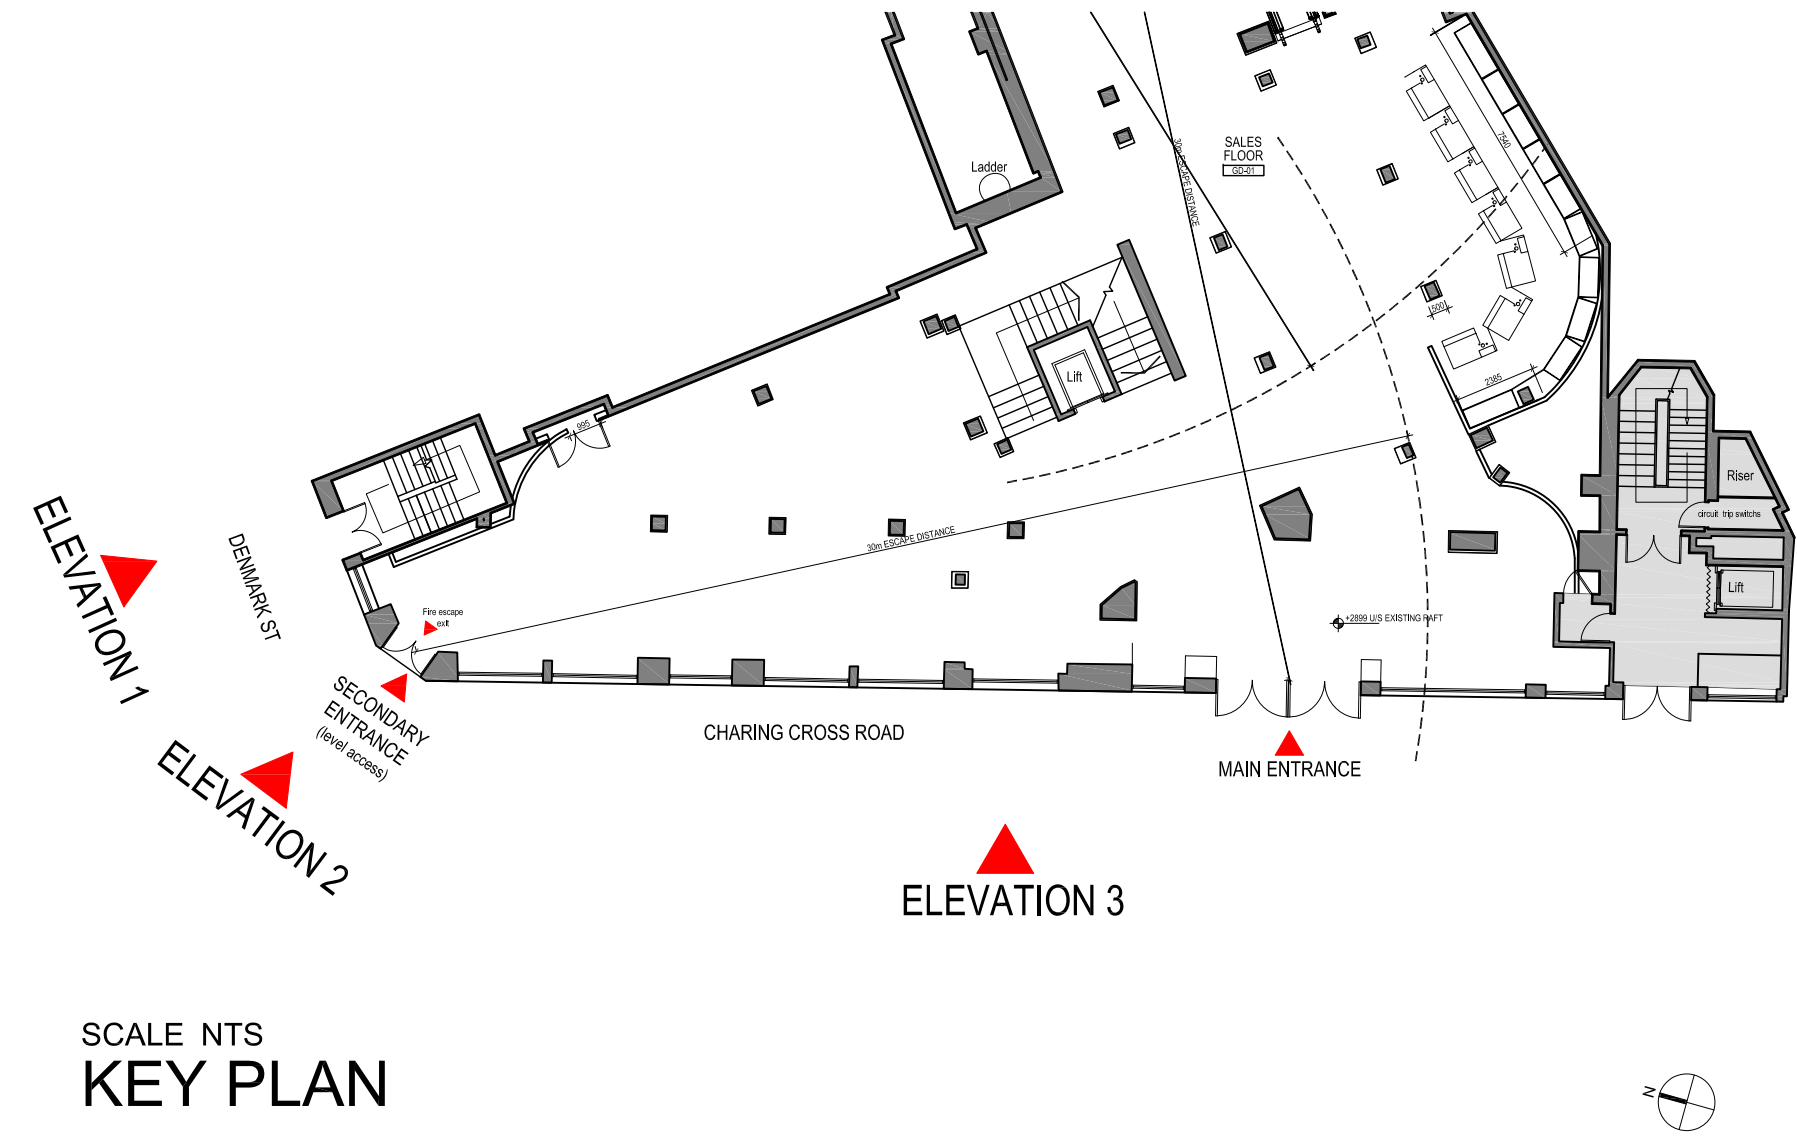 Ladder
SALES
FLOOR
GD-01
30m ESCAPE DISTANCE
7540
500
2385
Lift
995
Riser
circuit trip switchs
Lift
30m ESCAPE DISTANCE
+2899 U/S EXISTING RAFT
Fire escape
exit
DENMARK ST
ELEVATION 1
SECONDARY
ENTRANCE
(level access)
ELEVATION 2
CHARING CROSS ROAD
MAIN ENTRANCE
ELEVATION 3
SCALE NTS
KEY PLAN
N